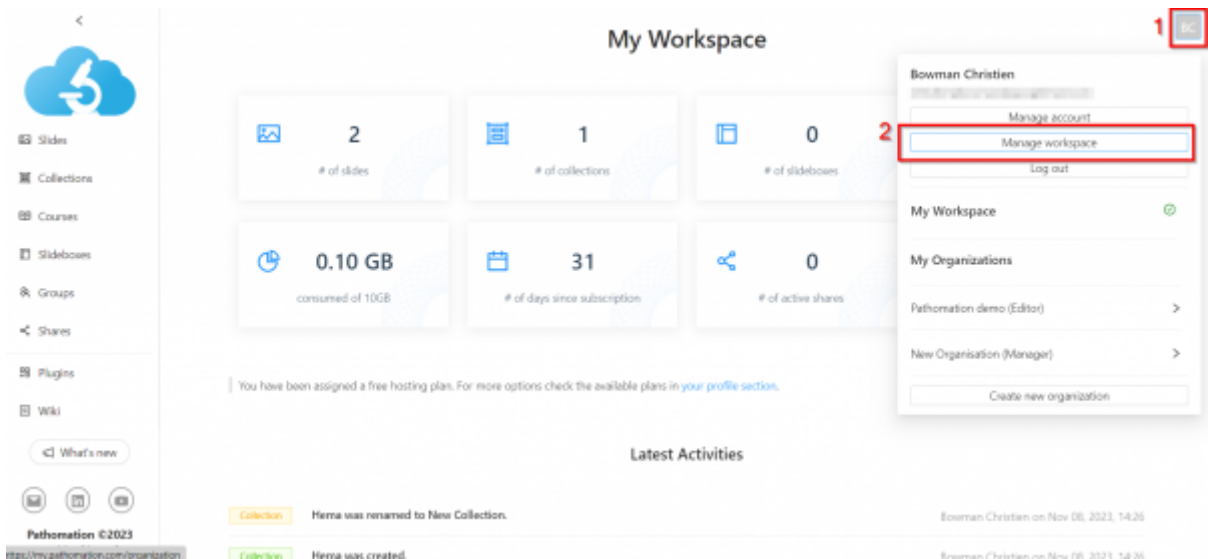 My Workspace
1
BC
Slides
Collections
Courses
Slideboxes
Groups
Shares
Plugins
Wiki
What's new
Pathomation ©2023
https://my.pathomation.com/organization
2
# of slides
1
# of collections
0
# of slideboxes
0.10 GB
consumed of 10GB
31
# of days since subscription
0
# of active shares
You have been assigned a free hosting plan. For more options check the available plans in your profile section.
Latest Activities
Collection Hema was renamed to New Collection. Bowman Christien on Nov 08, 2023, 14:26
Collection Hema was created. Bowman Christien on Nov 08, 2023, 14:26
Bowman Christien
Manage account
2
Manage workspace
Log out
My Workspace
My Organizations
Pathomation demo (Editor)
New Organisation (Manager)
Create new organization